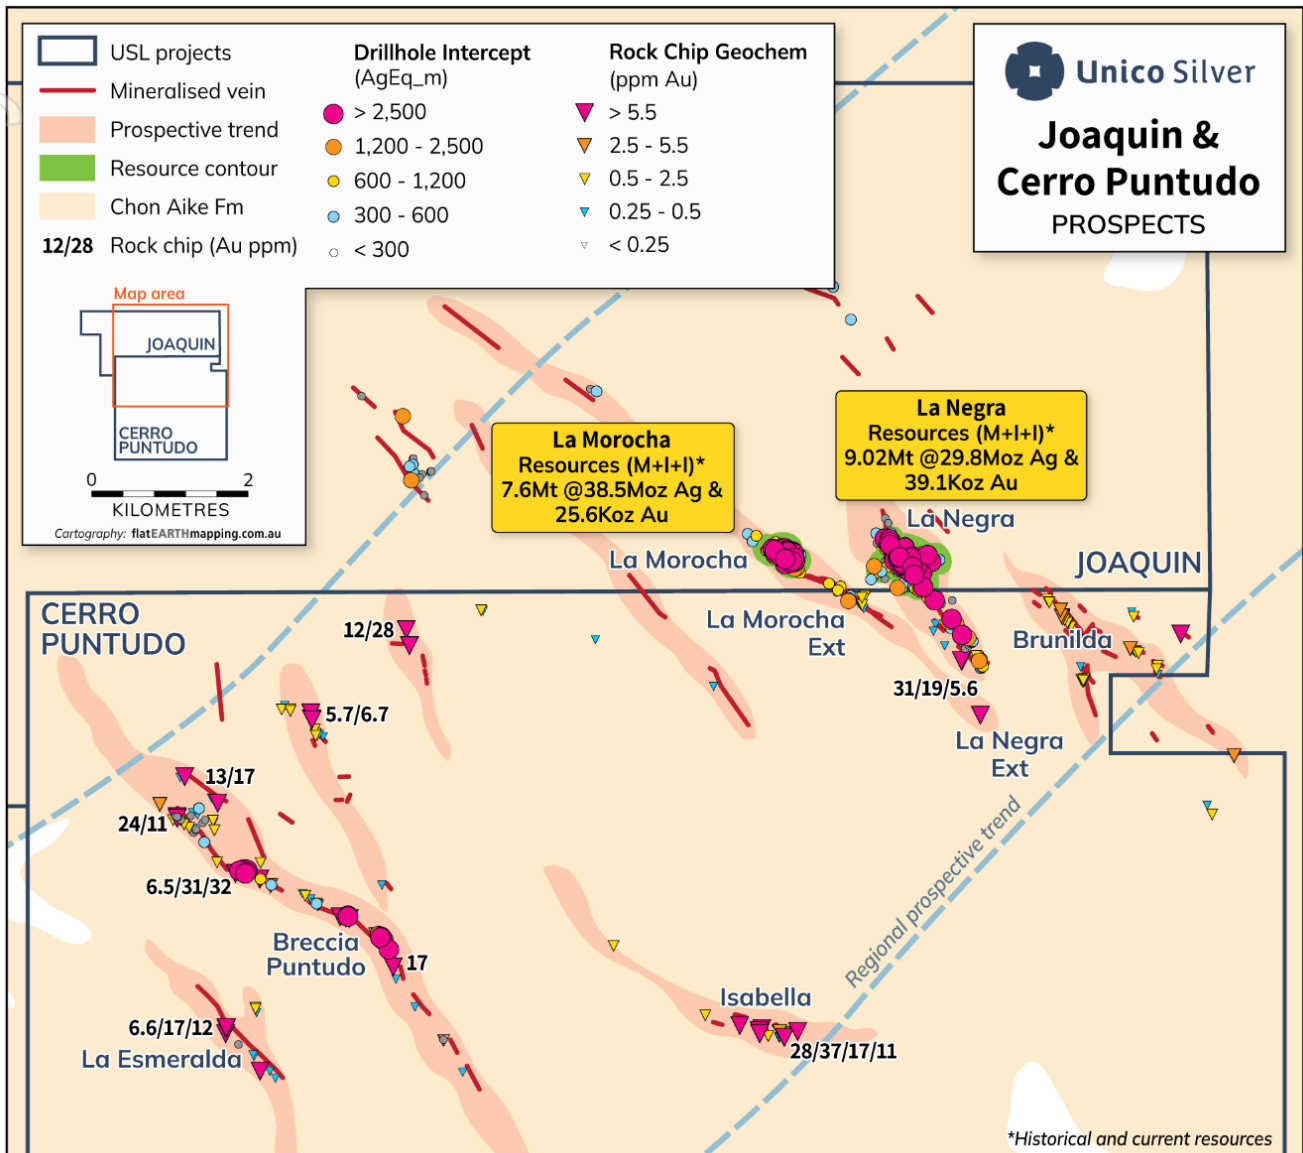 USL projects
Mineralised vein
Prospective trend
Resource contour
Chon Aike Fm
12/28 Rock chip (Au ppm)
Drillhole Intercept
(AgEq_m)
> 2,500
1,200 - 2,500
600 - 1,200
300 - 600
< 300
Rock Chip Geochem
(ppm Au)
> 5.5
2.5 - 5.5
0.5 - 2.5
0.25 - 0.5
< 0.25
Unico Silver
Joaquin &
Cerro Puntudo
PROSPECTS
Map area
JOAQUIN
CERRO
PUNTUDO
0 2
KILOMETRES
Cartography: flatEARTHmapping.com.au
La Morocha
Resources (M+I+I)*
7.6Mt @38.5Moz Ag &
25.6Koz Au
La Negra
Resources (M+I+I)*
9.02Mt @29.8Moz Ag &
39.1Koz Au
La Negra
La Morocha
JOAQUIN
CERRO
PUNTUDO
12/28
La Morocha
Ext
Brunilda
31/19/5.6
5.7/6.7
La Negra
Ext
13/17
24/11
6.5/31/32
Regional prospective trend
Breccia
Puntudo
17
Isabella
6.6/17/12
La Esmeralda
28/37/17/11
*Historical and current resources